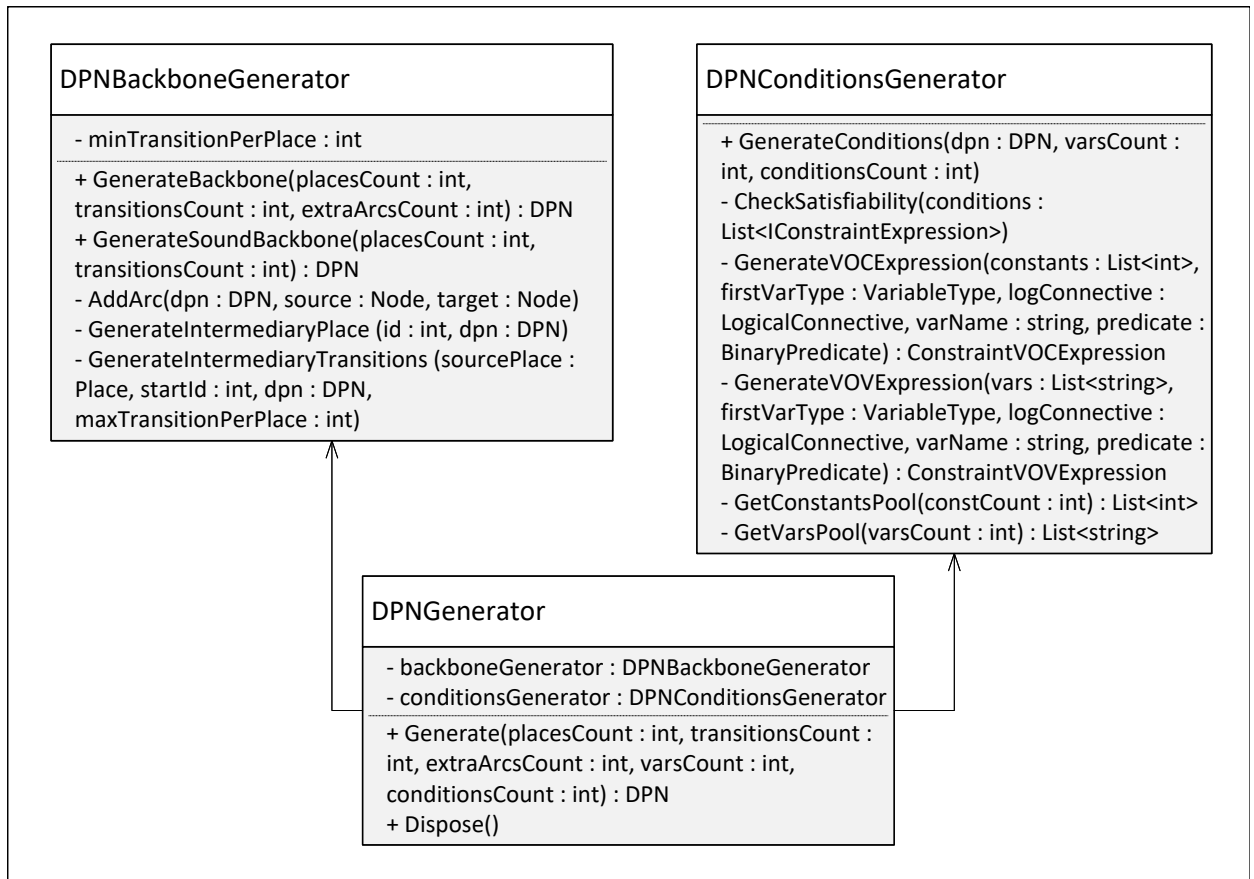 DPNBackboneGenerator
- minTransitionPerPlace : int
+ GenerateBackbone(placesCount : int,
transitionsCount : int, extraArcsCount : int) : DPN
+ GenerateSoundBackbone(placesCount : int,
transitionsCount : int) : DPN
- AddArc(dpn : DPN, source : Node, target : Node)
- GenerateIntermediaryPlace (id : int, dpn : DPN)
- GenerateIntermediaryTransitions (sourcePlace :
Place, startId : int, dpn : DPN,
maxTransitionPerPlace : int)
DPNConditionsGenerator
+ GenerateConditions(dpn : DPN, varsCount :
int, conditionsCount : int)
- CheckSatisfiability(conditions :
List<IConstraintExpression>)
- GenerateVOCExpression(constants : List<int>,
firstVarType : VariableType, logConnective :
LogicalConnective, varName : string, predicate :
BinaryPredicate) : ConstraintVOCExpression
- GenerateVOVExpression(vars : List<string>,
firstVarType : VariableType, logConnective :
LogicalConnective, varName : string, predicate :
BinaryPredicate) : ConstraintVOVExpression
- GetConstantsPool(constCount : int) : List<int>
- GetVarsPool(varsCount : int) : List<string>
DPNGenerator
- backboneGenerator : DPNBackboneGenerator
- conditionsGenerator : DPNConditionsGenerator
+ Generate(placesCount : int, transitionsCount :
int, extraArcsCount : int, varsCount : int,
conditionsCount : int) : DPN
+ Dispose()